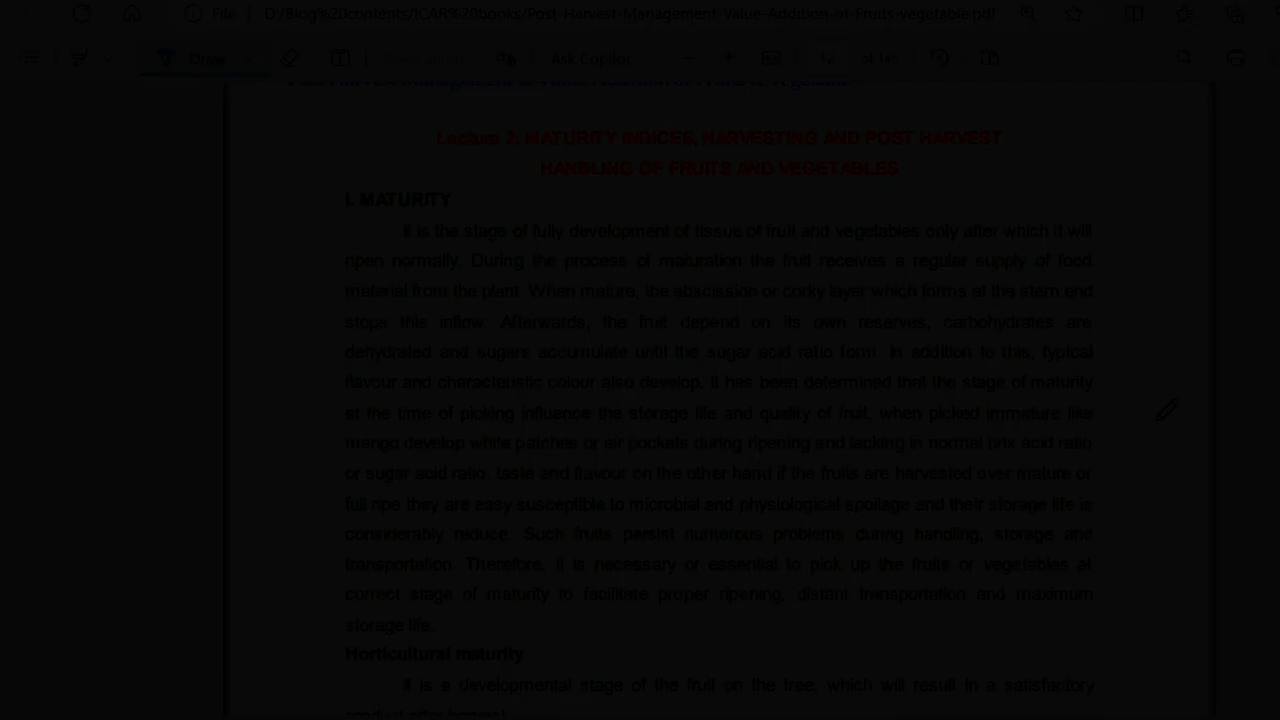 File D:/Blog%20contents/ICAR%20books/Post-Harvest-Management-Value-Addition-of-Fruits-vegetable.pdf
Draw Ask Copilot 12 of 145
Lecture 2. MATURITY INDICES, HARVESTING AND POST HARVEST
HANDLING OF FRUITS AND VEGETABLES
I. MATURITY
It is the stage of fully development of tissue of fruit and vegetables only after which it will
ripen normally. During the process of maturation the fruit receives a regular supply of food
material from the plant. When mature, the abscission or corky layer which forms at the stem end
stops this inflow. Afterwards, the fruit depend on its own reserves, carbohydrates are
dehydrated and sugars accumulate until the sugar acid ratio form. In addition to this, typical
flavour and characteristic colour also develop. It has been determined that the stage of maturity
at the time of picking influence the storage life and quality of fruit, when picked immature like
mango develop white patches or air pockets during ripening and lacking in normal brix acid ratio
or sugar acid ratio, taste and flavour on the other hand if the fruits are harvested over mature or
full ripe they are easy susceptible to microbial and physiological spoilage and their storage life is
considerably reduce. Such fruits persist numerous problems during handling, storage and
transportation. Therefore, it is necessary or essential to pick up the fruits or vegetables at
correct stage of maturity to facilitate proper ripening, distant transportation and maximum
storage life.
Horticultural maturity
It is a developmental stage of the fruit on the tree, which will result in a satisfactory
product after harvest.